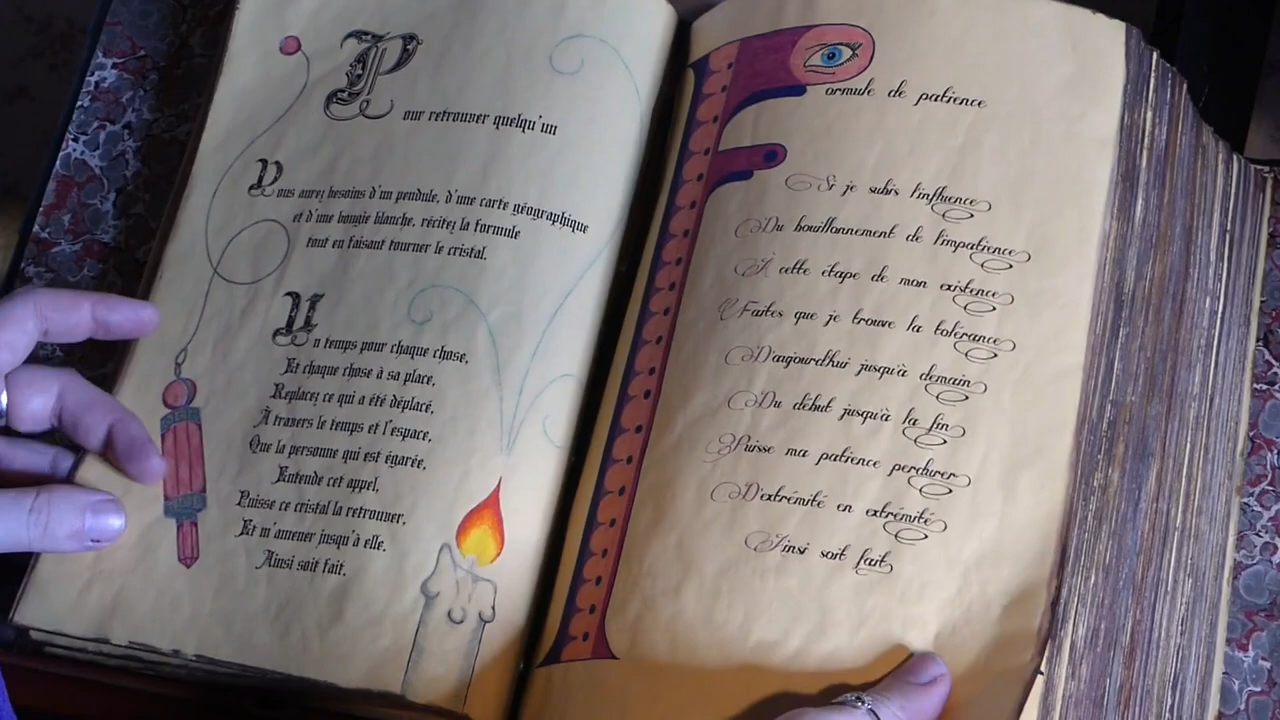 Pour retrouver quelqu'un
Vous aurez besoins d'un pendule, d'une carte géographique
et d'une bougie blanche, récitez la formule
tout en faisant tourner le cristal.
Un temps pour chaque chose,
Et chaque chose à sa place,
Replacez ce qui a été déplacé,
À travers le temps et l'espace,
Que la personne qui est égarée,
Entende cet appel,
Puisse ce cristal la retrouver,
Et m'amener jusqu'à elle.
Ainsi soit fait.
Formule de patience
Si je subis l'influence
Du bouillonnement de l'impatience
À cette étape de mon existence
Faites que je trouve la tolérance
D'aujourd'hui jusqu'à demain
Du début jusqu'à la fin
Puisse ma patience perdurer
D'extrémité en extrémité
Ainsi soit fait